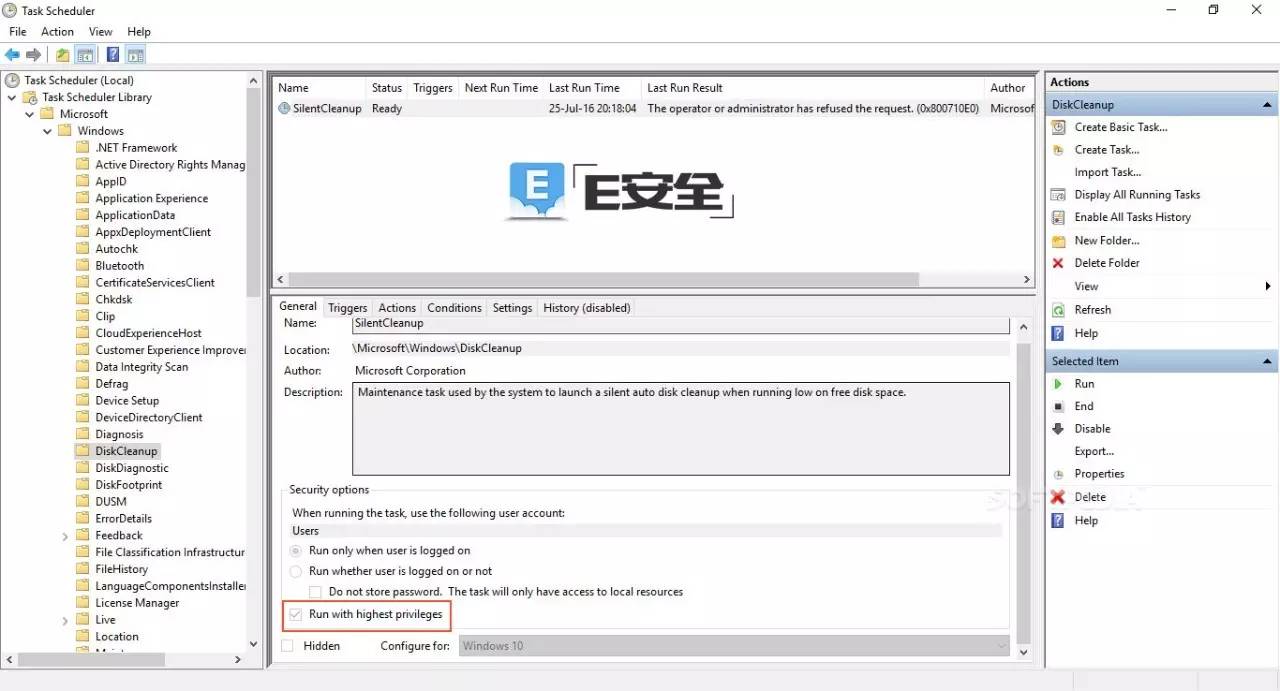 Task Scheduler
File Action View Help
Task Scheduler (Local)
Task Scheduler Library
Microsoft
Windows
.NET Framework
Active Directory Rights Manag
AppID
Application Experience
ApplicationData
AppxDeploymentClient
Autochk
Bluetooth
CertificateServicesClient
Chkdsk
Clip
CloudExperienceHost
Customer Experience Improver
Data Integrity Scan
Defrag
Device Setup
DeviceDirectoryClient
Diagnosis
DiskCleanup
DiskDiagnostic
DiskFootprint
DUSM
ErrorDetails
Feedback
File Classification Infrastructur
FileHistory
LanguageComponentsInstaller
License Manager
Live
Location
Name Status Triggers Next Run Time Last Run Time Last Run Result Author
SilentCleanup Ready 25-Jul-16 20:18:04 The operator or administrator has refused the request. (0x800710E0) Microsof
E E安全
General Triggers Actions Conditions Settings History (disabled)
Name: SilentCleanup
Location: \Microsoft\Windows\DiskCleanup
Author: Microsoft Corporation
Description: Maintenance task used by the system to launch a silent auto disk cleanup when running low on free disk space.
Security options
When running the task, use the following user account:
Users
Run only when user is logged on
Run whether user is logged on or not
Do not store password. The task will only have access to local resources
Run with highest privileges
Hidden Configure for: Windows 10
Actions
DiskCleanup
Create Basic Task...
Create Task...
Import Task...
Display All Running Tasks
Enable All Tasks History
New Folder...
Delete Folder
View
Refresh
Help
Selected Item
Run
End
Disable
Export...
Properties
Delete
Help